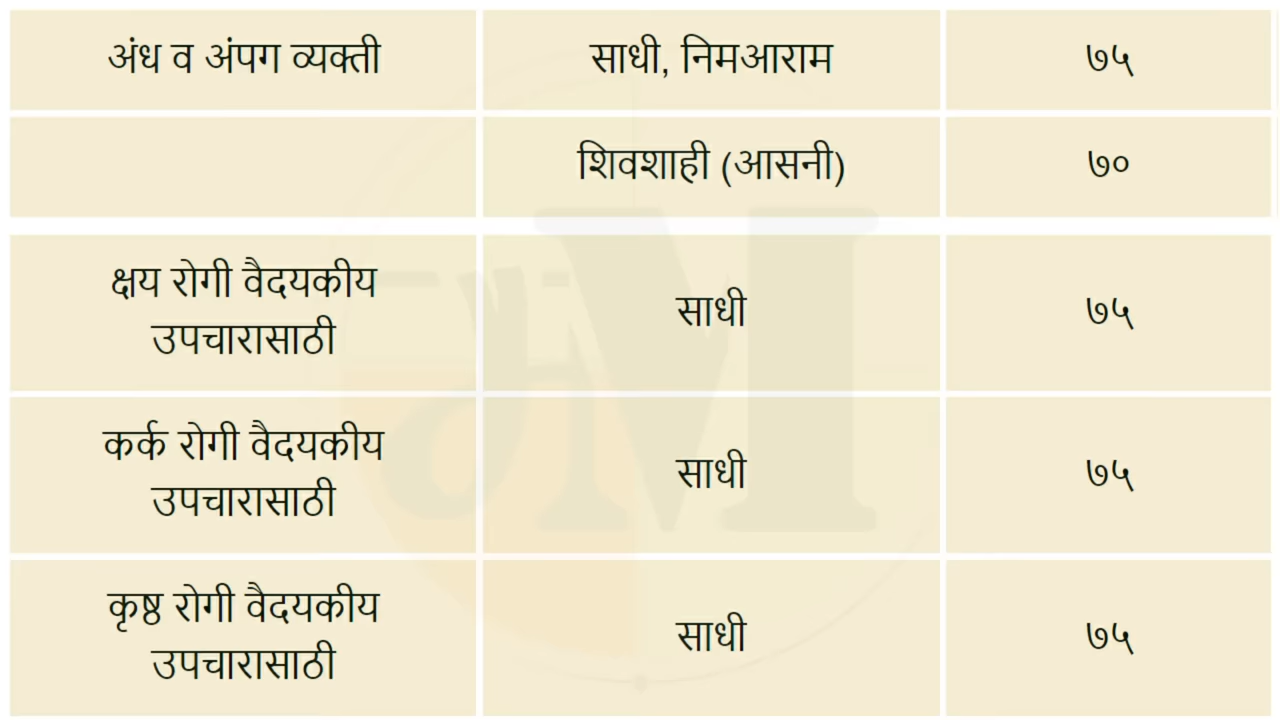 अंध व अंपग व्यक्ती साधी, निमआराम ७५
शिवशाही (आसनी) ७०
क्षय रोगी वैदयकीय
उपचारासाठी
साधी ७५
कर्क रोगी वैदयकीय
उपचारासाठी
साधी ७५
कृष्ठ रोगी वैदयकीय
उपचारासाठी
साधी ७५